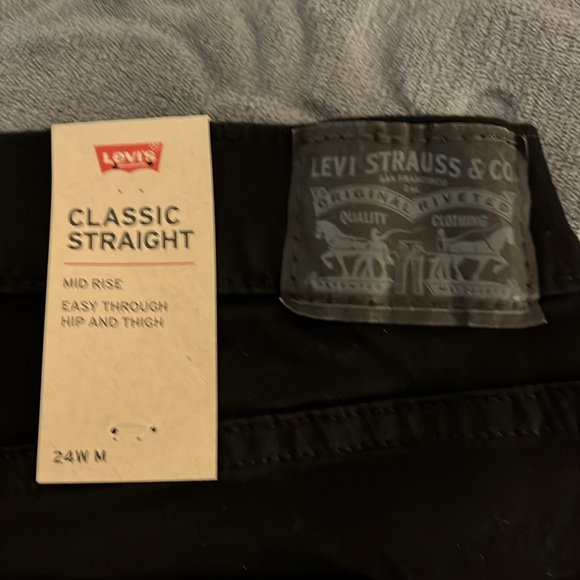 Levi's
CLASSIC
STRAIGHT
MID RISE
EASY THROUGH
HIP AND THIGH
24W M
LEVI STRAUSS & CO.
SAN FRANCISCO
CAL
ORIGINAL RIVETED
QUALITY CLOTHING